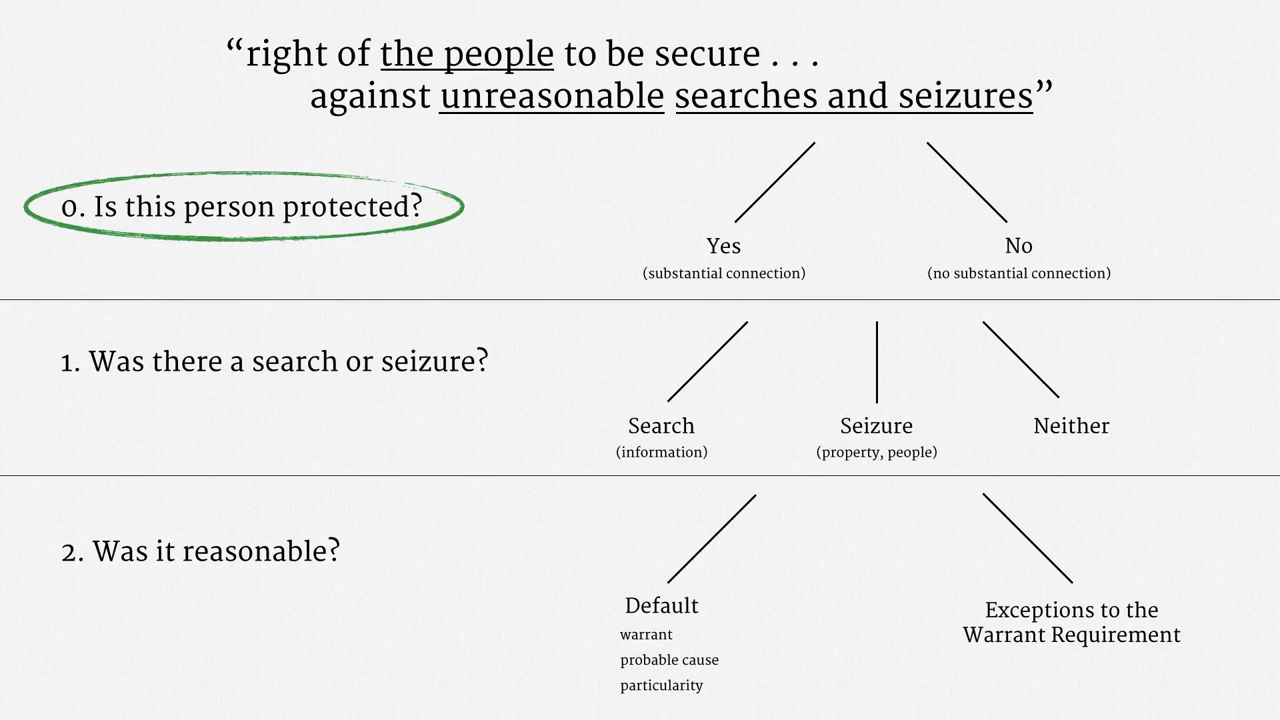 “right of the people to be secure . . .
against unreasonable searches and seizures”
0. Is this person protected?
Yes
(substantial connection)
No
(no substantial connection)
1. Was there a search or seizure?
Search
(information)
Seizure
(property, people)
Neither
2. Was it reasonable?
Default
warrant
probable cause
particularity
Exceptions to the
Warrant Requirement